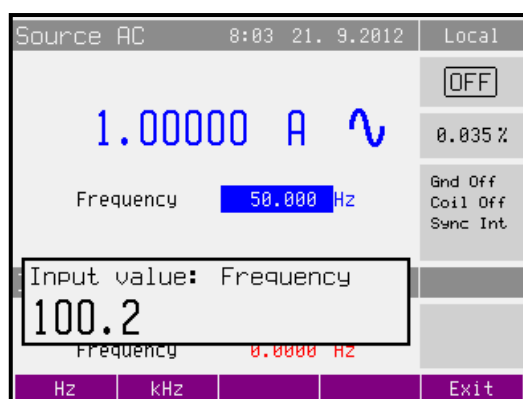 Source AC 8:03 21. 9.2012 Local
OFF
1.00000 A
0.035 %
Frequency 50.000 Hz
Gnd Off
Coil Off
Sync Int
Input value: Frequency
100.2
Frequency 0.0000 Hz
Hz kHz Exit